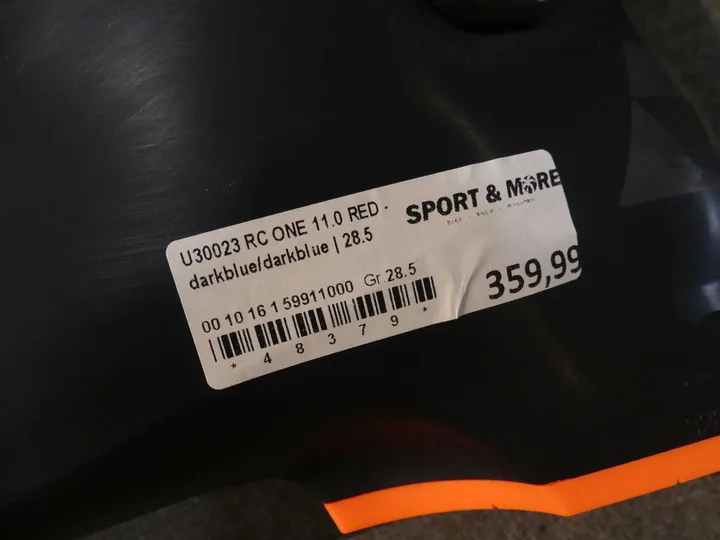 SPORT & MORE
U30023 RC ONE 11.0 RED -
darkblue/darkblue | 28.5
359,99
00 10 16 1 59911000 Gr.28.5
* 4 8 3 7 9 *